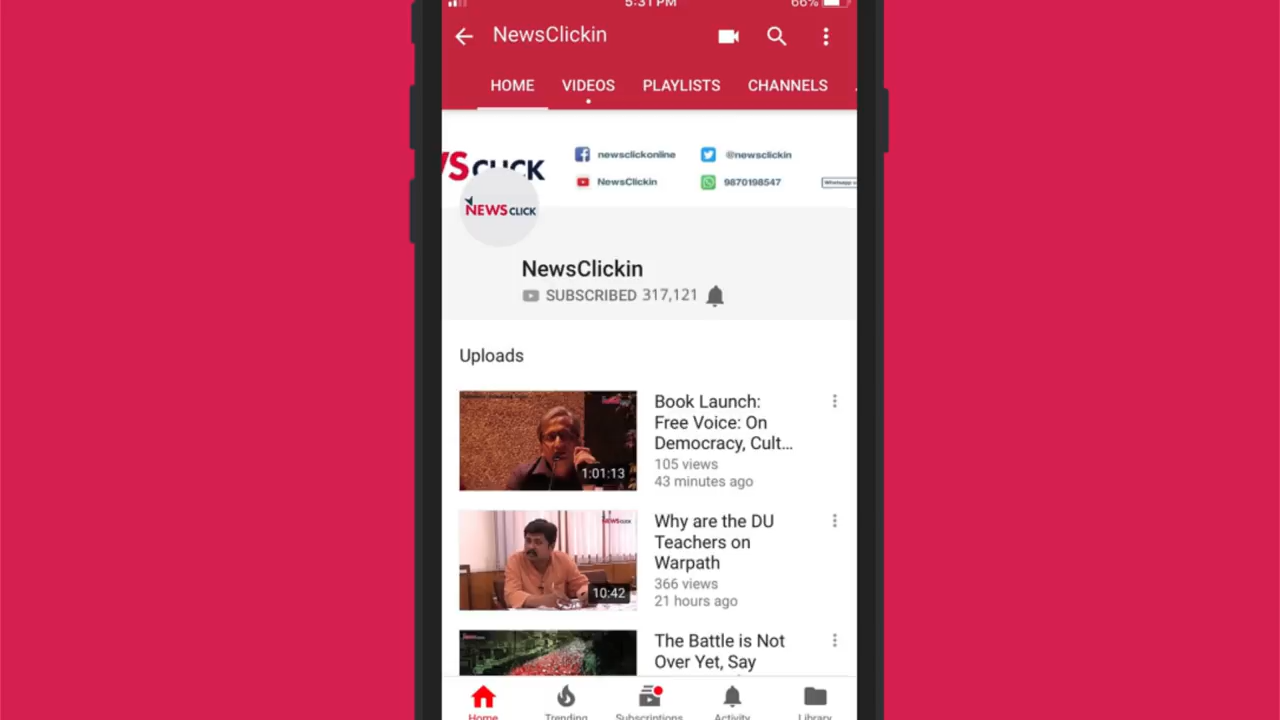 5:31 PM
66%
NewsClickin
HOME VIDEOS PLAYLISTS CHANNELS
newsclickonline @newsclickin
NewsClickin 9870198547
CLICK
NEWS CLICK
NewsClickin
SUBSCRIBED 317,121
Uploads
Book Launch:
Free Voice: On
Democracy, Cult...
105 views
43 minutes ago
1:01:13
Why are the DU
Teachers on
Warpath
366 views
21 hours ago
NEWSCLICK
10:42
The Battle is Not
Over Yet, Say
Home Trending Subscriptions Activity Library